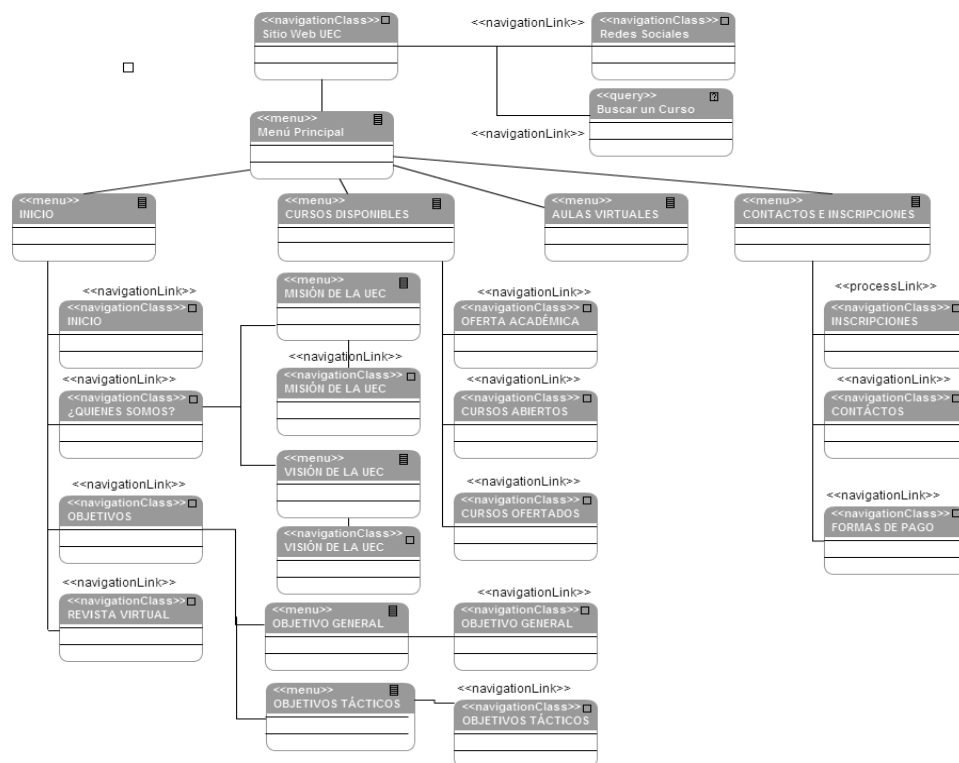 <<navigationClass>>
Sitio Web UEC
<<navigationLink>>
<<navigationClass>>
Redes Sociales
<<query>>
Buscar un Curso
<<navigationLink>>
<<menu>>
Menú Principal
<<menu>>
INICIO
<<menu>>
CURSOS DISPONIBLES
<<menu>>
AULAS VIRTUALES
<<menu>>
CONTACTOS E INSCRIPCIONES
<<navigationLink>>
<<navigationClass>>
INICIO
<<navigationLink>>
<<navigationClass>>
¿QUIENES SOMOS?
<<navigationLink>>
<<navigationClass>>
OBJETIVOS
<<navigationLink>>
<<navigationClass>>
REVISTA VIRTUAL
<<menu>>
MISIÓN DE LA UEC
<<navigationLink>>
<<navigationClass>>
MISIÓN DE LA UEC
<<menu>>
VISIÓN DE LA UEC
<<navigationClass>>
VISIÓN DE LA UEC
<<menu>>
OBJETIVO GENERAL
<<menu>>
OBJETIVOS TÁCTICOS
<<navigationLink>>
<<navigationClass>>
OFERTA ACADÉMICA
<<navigationLink>>
<<navigationClass>>
CURSOS ABIERTOS
<<navigationLink>>
<<navigationClass>>
CURSOS OFERTADOS
<<navigationLink>>
<<navigationClass>>
OBJETIVO GENERAL
<<navigationLink>>
<<navigationClass>>
OBJETIVOS TÁCTICOS
<<processLink>>
<<navigationClass>>
INSCRIPCIONES
<<navigationLink>>
<<navigationClass>>
CONTÁCTOS
<<navigationLink>>
<<navigationClass>>
FORMAS DE PAGO